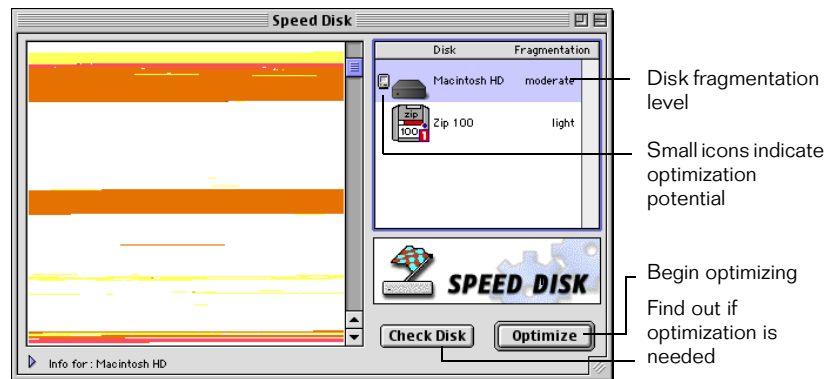 Speed Disk
Disk Fragmentation
Macintosh HD moderate
zip
100
1
Zip 100 light
SPEED DISK
Check Disk Optimize
Info for : Macintosh HD
Disk fragmentation
level
Small icons indicate
optimization
potential
Begin optimizing
Find out if
optimization is
needed